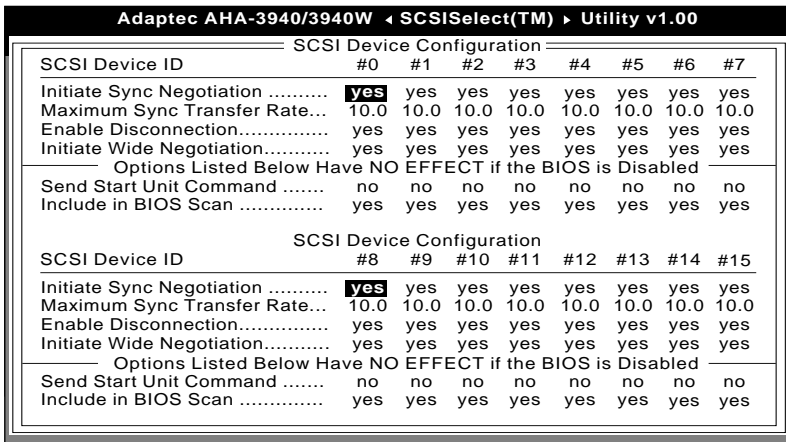 Adaptec AHA-3940/3940W ◂ SCSISelect(TM) ▸ Utility v1.00
SCSI Device Configuration
SCSI Device ID #0 #1 #2 #3 #4 #5 #6 #7
Initiate Sync Negotiation .......... yes yes yes yes yes yes yes yes
Maximum Sync Transfer Rate... 10.0 10.0 10.0 10.0 10.0 10.0 10.0 10.0
Enable Disconnection............... yes yes yes yes yes yes yes yes
Initiate Wide Negotiation........... yes yes yes yes yes yes yes yes
Options Listed Below Have NO EFFECT if the BIOS is Disabled
Send Start Unit Command ....... no no no no no no no no
Include in BIOS Scan .............. yes yes yes yes yes yes yes yes
SCSI Device Configuration
SCSI Device ID #8 #9 #10 #11 #12 #13 #14 #15
Initiate Sync Negotiation .......... yes yes yes yes yes yes yes yes
Maximum Sync Transfer Rate... 10.0 10.0 10.0 10.0 10.0 10.0 10.0 10.0
Enable Disconnection............... yes yes yes yes yes yes yes yes
Initiate Wide Negotiation........... yes yes yes yes yes yes yes yes
Options Listed Below Have NO EFFECT if the BIOS is Disabled
Send Start Unit Command ....... no no no no no no no no
Include in BIOS Scan .............. yes yes yes yes yes yes yes yes